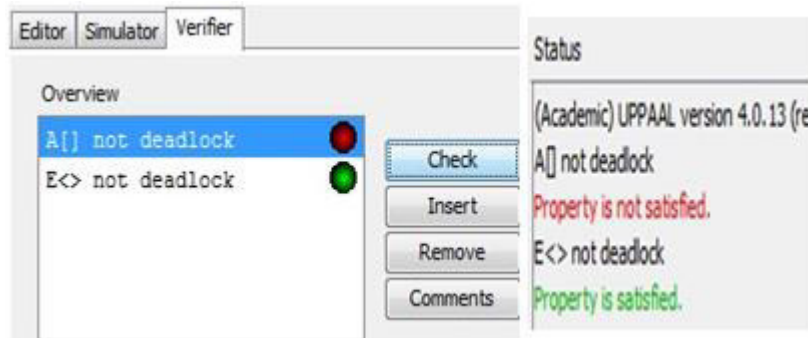 Editor Simulator Verifier
Overview
A[] not deadlock
E<> not deadlock
Check
Insert
Remove
Comments
Status
(Academic) UPPAAL version 4.0.13 (re
A[] not deadlock
Property is not satisfied.
E<> not deadlock
Property is satisfied.